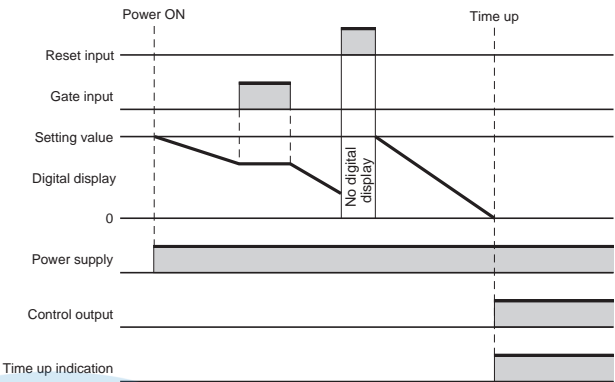 Power ON
Time up
Reset input
Gate input
Setting value
Digital display
No digital
display
0
Power supply
Control output
Time up indication